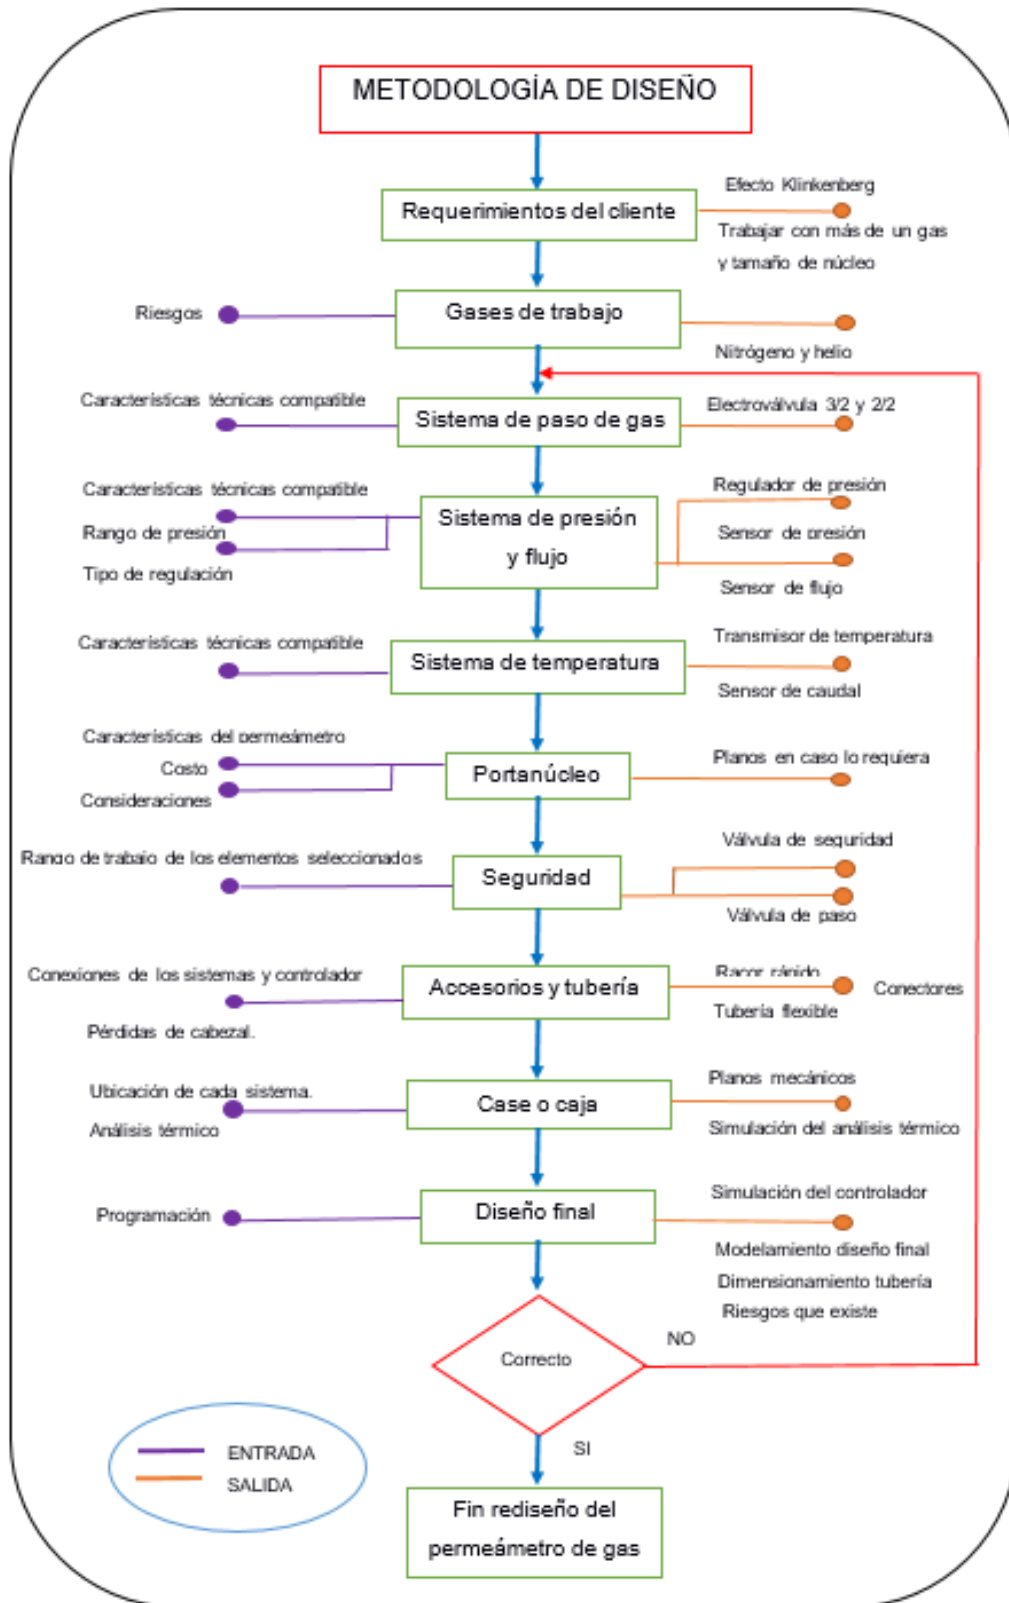 METODOLOGÍA DE DISEÑO
Efecto Klinkenberg
Requerimientos del cliente
Trabajar con más de un gas
y tamaño de núcleo
Riesgos
Gases de trabajo
Nitrógeno y helio
Características técnicas compatible
Sistema de paso de gas
Electroválvula 3/2 y 2/2
Características técnicas compatible
Rango de presión
Tipo de regulación
Sistema de presión
y flujo
Regulador de presión
Sensor de presión
Sensor de flujo
Características técnicas compatible
Sistema de temperatura
Transmisor de temperatura
Sensor de caudal
Características del permeámetro
Costo
Consideraciones
Portanúcleo
Planos en caso lo requiera
Rango de trabajo de los elementos seleccionados
Seguridad
Válvula de seguridad
Válvula de paso
Conexiones de los sistemas y controlador
Pérdidas de cabezal.
Accesorios y tubería
Racor rápido
Conectores
Tubería flexible
Ubicación de cada sistema.
Análisis térmico
Case o caja
Planos mecánicos
Simulación del análisis térmico
Programación
Diseño final
Simulación del controlador
Modelamiento diseño final
Dimensionamiento tubería
Riesgos que existe
Correcto
NO
SI
ENTRADA
SALIDA
Fin rediseño del
permeámetro de gas